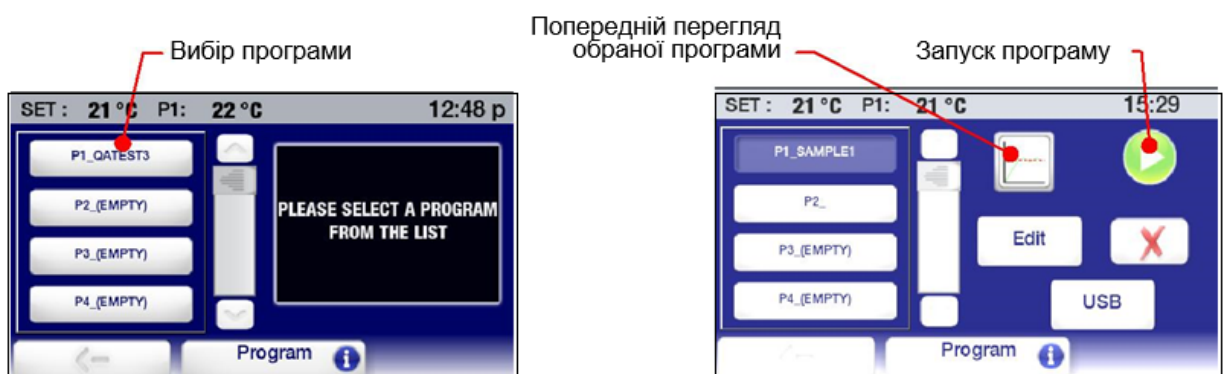 Вибір програми
Попередній перегляд
обраної програми
Запуск програму
SET : 21 °C P1: 22 °C 12:48 p
P1_QATEST3
P2_(EMPTY)
P3_(EMPTY)
P4_(EMPTY)
PLEASE SELECT A PROGRAM
FROM THE LIST
Program
SET : 21 °C P1: 21 °C 15:29
P1_SAMPLE1
P2_
P3_(EMPTY)
P4_(EMPTY)
Edit
USB
Program